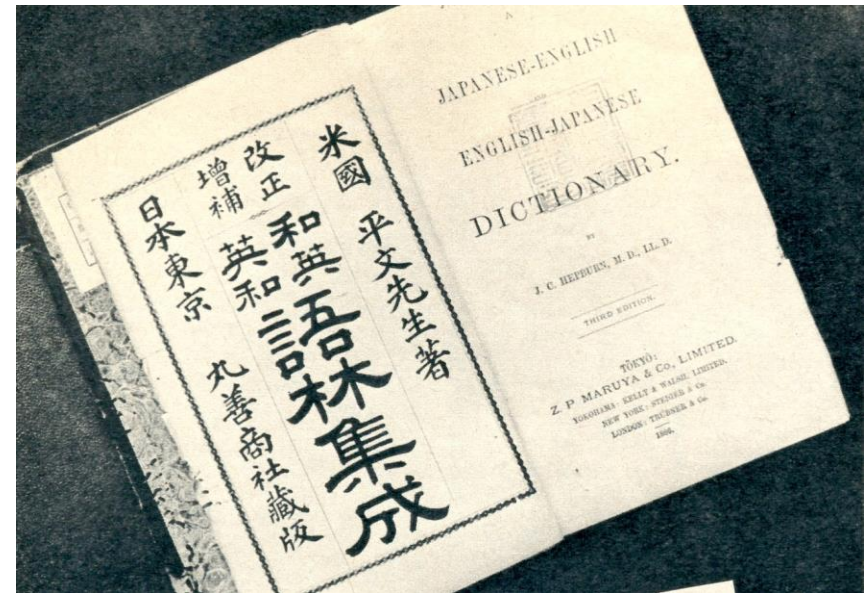 米國 平文先生著
改正
增補
和英
英和
語林集成
日本東京 丸善商社藏版
A
JAPANESE-ENGLISH
ENGLISH-JAPANESE
DICTIONARY.
BY
J. C. HEPBURN, M. D., LL. D.
THIRD EDITION.
TŌKYŌ:
Z. P. MARUYA & Co., LIMITED.
YOKOHAMA: KELLY & WALSH, LIMITED.
NEW YORK: STEIGER & Co.
LONDON: TRÜBNER & Co.
1886.